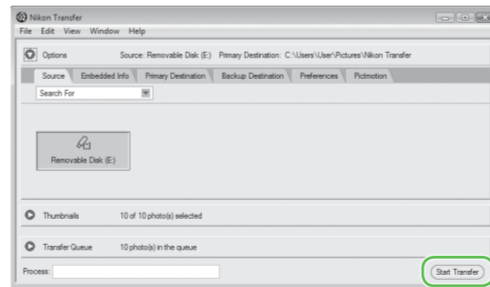 Nikon Transfer
File Edit View Window Help
Options Source: Removable Disk (E:) Primary Destination: C:\Users\User\Pictures\Nikon Transfer
Source Embedded Info Primary Destination Backup Destination Preferences Pictmotion
Search For
Removable Disk (E:)
Thumbnails 10 of 10 photo(s) selected
Transfer Queue 10 photo(s) in the queue
Process: Start Transfer